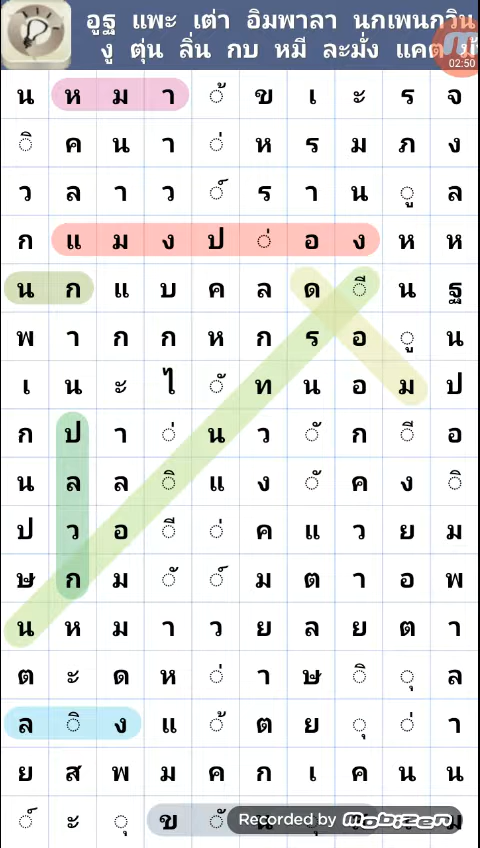 อูฐ แพะ เต่า อิมพาลา นกเพนกวิน
งู ตุ่น ลิ่น กบ หมี ละมั่ง แคต
02:50
น ห ม า ้ ข เ ะ ร จ
ิ ค น า ่ ห ร ม ภ ง
ว ล า ว ์ ร า น ู ล
ก แ ม ง ป ่ อ ง ห ห
น ก แ บ ค ล ด ี น ฐ
พ า ก ก ห ก ร อ ู น
เ น ะ ไ ั ท น อ ม ป
ก ป า ่ น ว ั ก ี อ
น ล ล ิ แ ง ั ค ง ิ
ป ว อ ี ่ ค แ ว ย ม
ษ ก ม ั ์ ม ต า อ พ
น ห ม า ว ย ล ย ต า
ต ะ ด ห ่ า ษ ิ ุ ล
ล ิ ง แ ้ ต ย ุ ่ า
ย ส พ ม ค ก เ ค น น
์ ะ ุ ข ั
Recorded by Mobizen